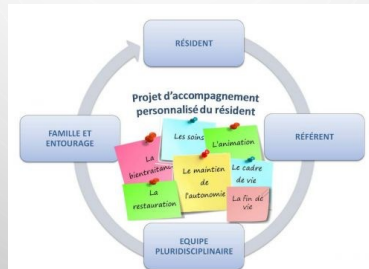 RÉSIDENT
Projet d'accompagnement
personnalisé du résident
FAMILLE ET
ENTOURAGE
RÉFÉRENT
Les soins
L'animation
La
bientraitan
Le maintien
de
l'autonomie
Le cadre
de vie
La
restauration
La fin de
vie
EQUIPE
PLURIDISCIPLINAIRE